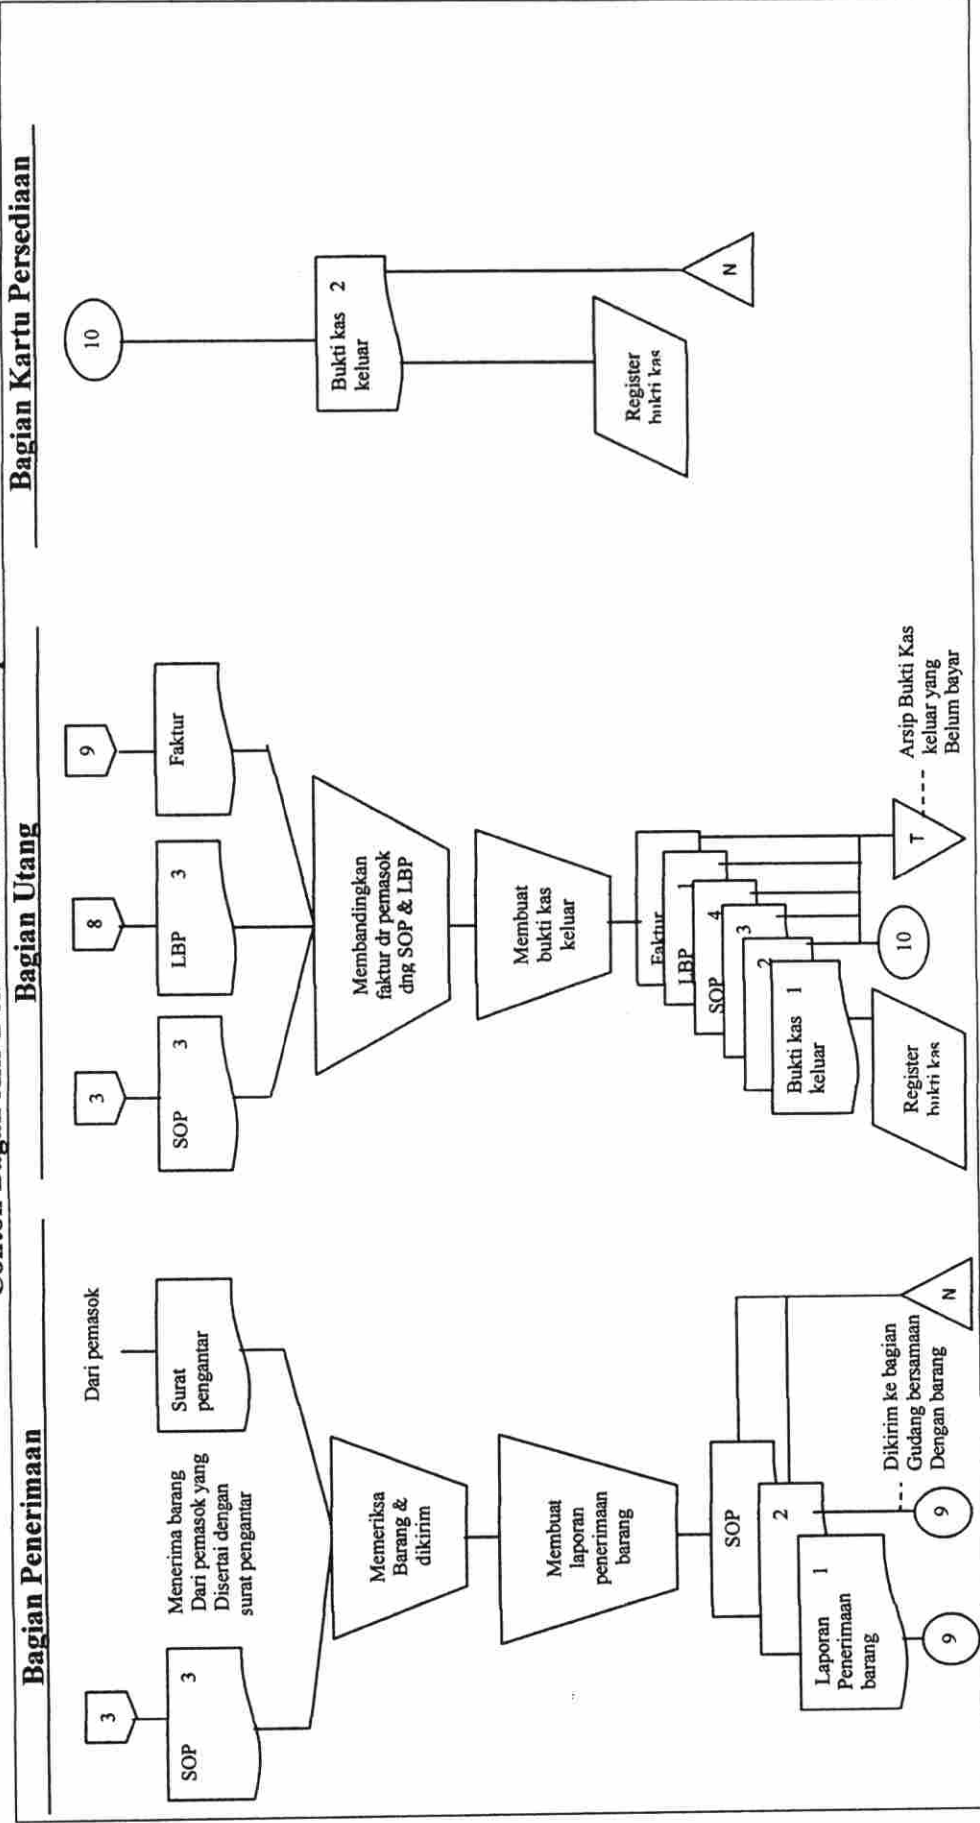 Bagian Penerimaan
3
SOP 3
Menerima barang
Dari pemasok yang
Disertai dengan
surat pengantar
Dari pemasok
Surat
pengantar
Memeriksa
Barang &
dikirim
Membuat
laporan
penerimaan
barang
SOP
2
Laporan 1
Penerimaan
barang
9
9
Dikirim ke bagian
Gudang bersamaan
Dengan barang
N
Bagian Utang
3
SOP 3
8
LBP 3
9
Faktur
Membandingkan
faktur dr pemasok
dng SOP & LBP
Membuat
bukti kas
keluar
Faktur
LBP 1
SOP 4
3
2
Bukti kas 1
keluar
Register
bukti kas
10
T
Arsip Bukti Kas
keluar yang
Belum bayar
Bagian Kartu Persediaan
10
Bukti kas 2
keluar
Register
bukti kas
N